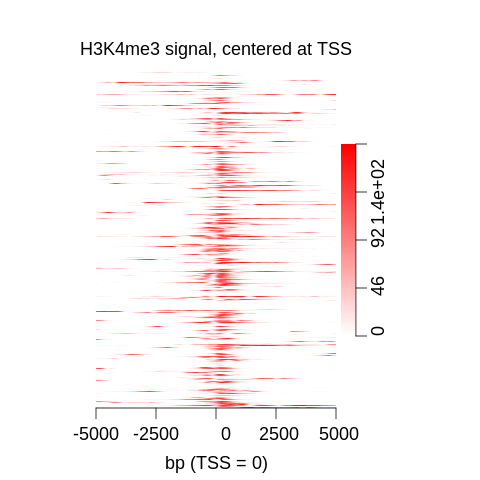 H3K4me3 signal, centered at TSS
0 46 92 1.4e+02
-5000 -2500 0 2500 5000
bp (TSS = 0)